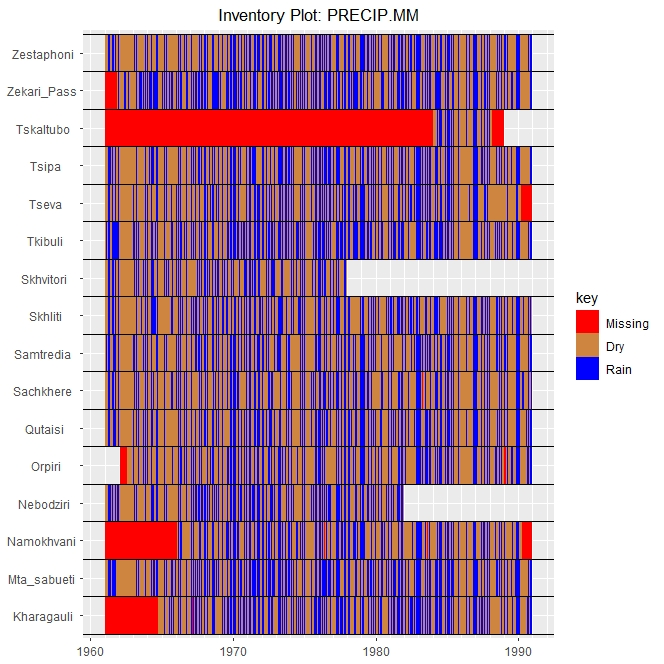 Inventory Plot: PRECIP.MM
Zestaphoni
Zekari_Pass
Tskaltubo
Tsipa
Tseva
Tkibuli
Skhvitori
Skhliti
Samtredia
Sachkhere
Qutaisi
Orpiri
Nebodziri
Namokhvani
Mta_sabueti
Kharagauli
1960 1970 1980 1990
key
Missing
Dry
Rain